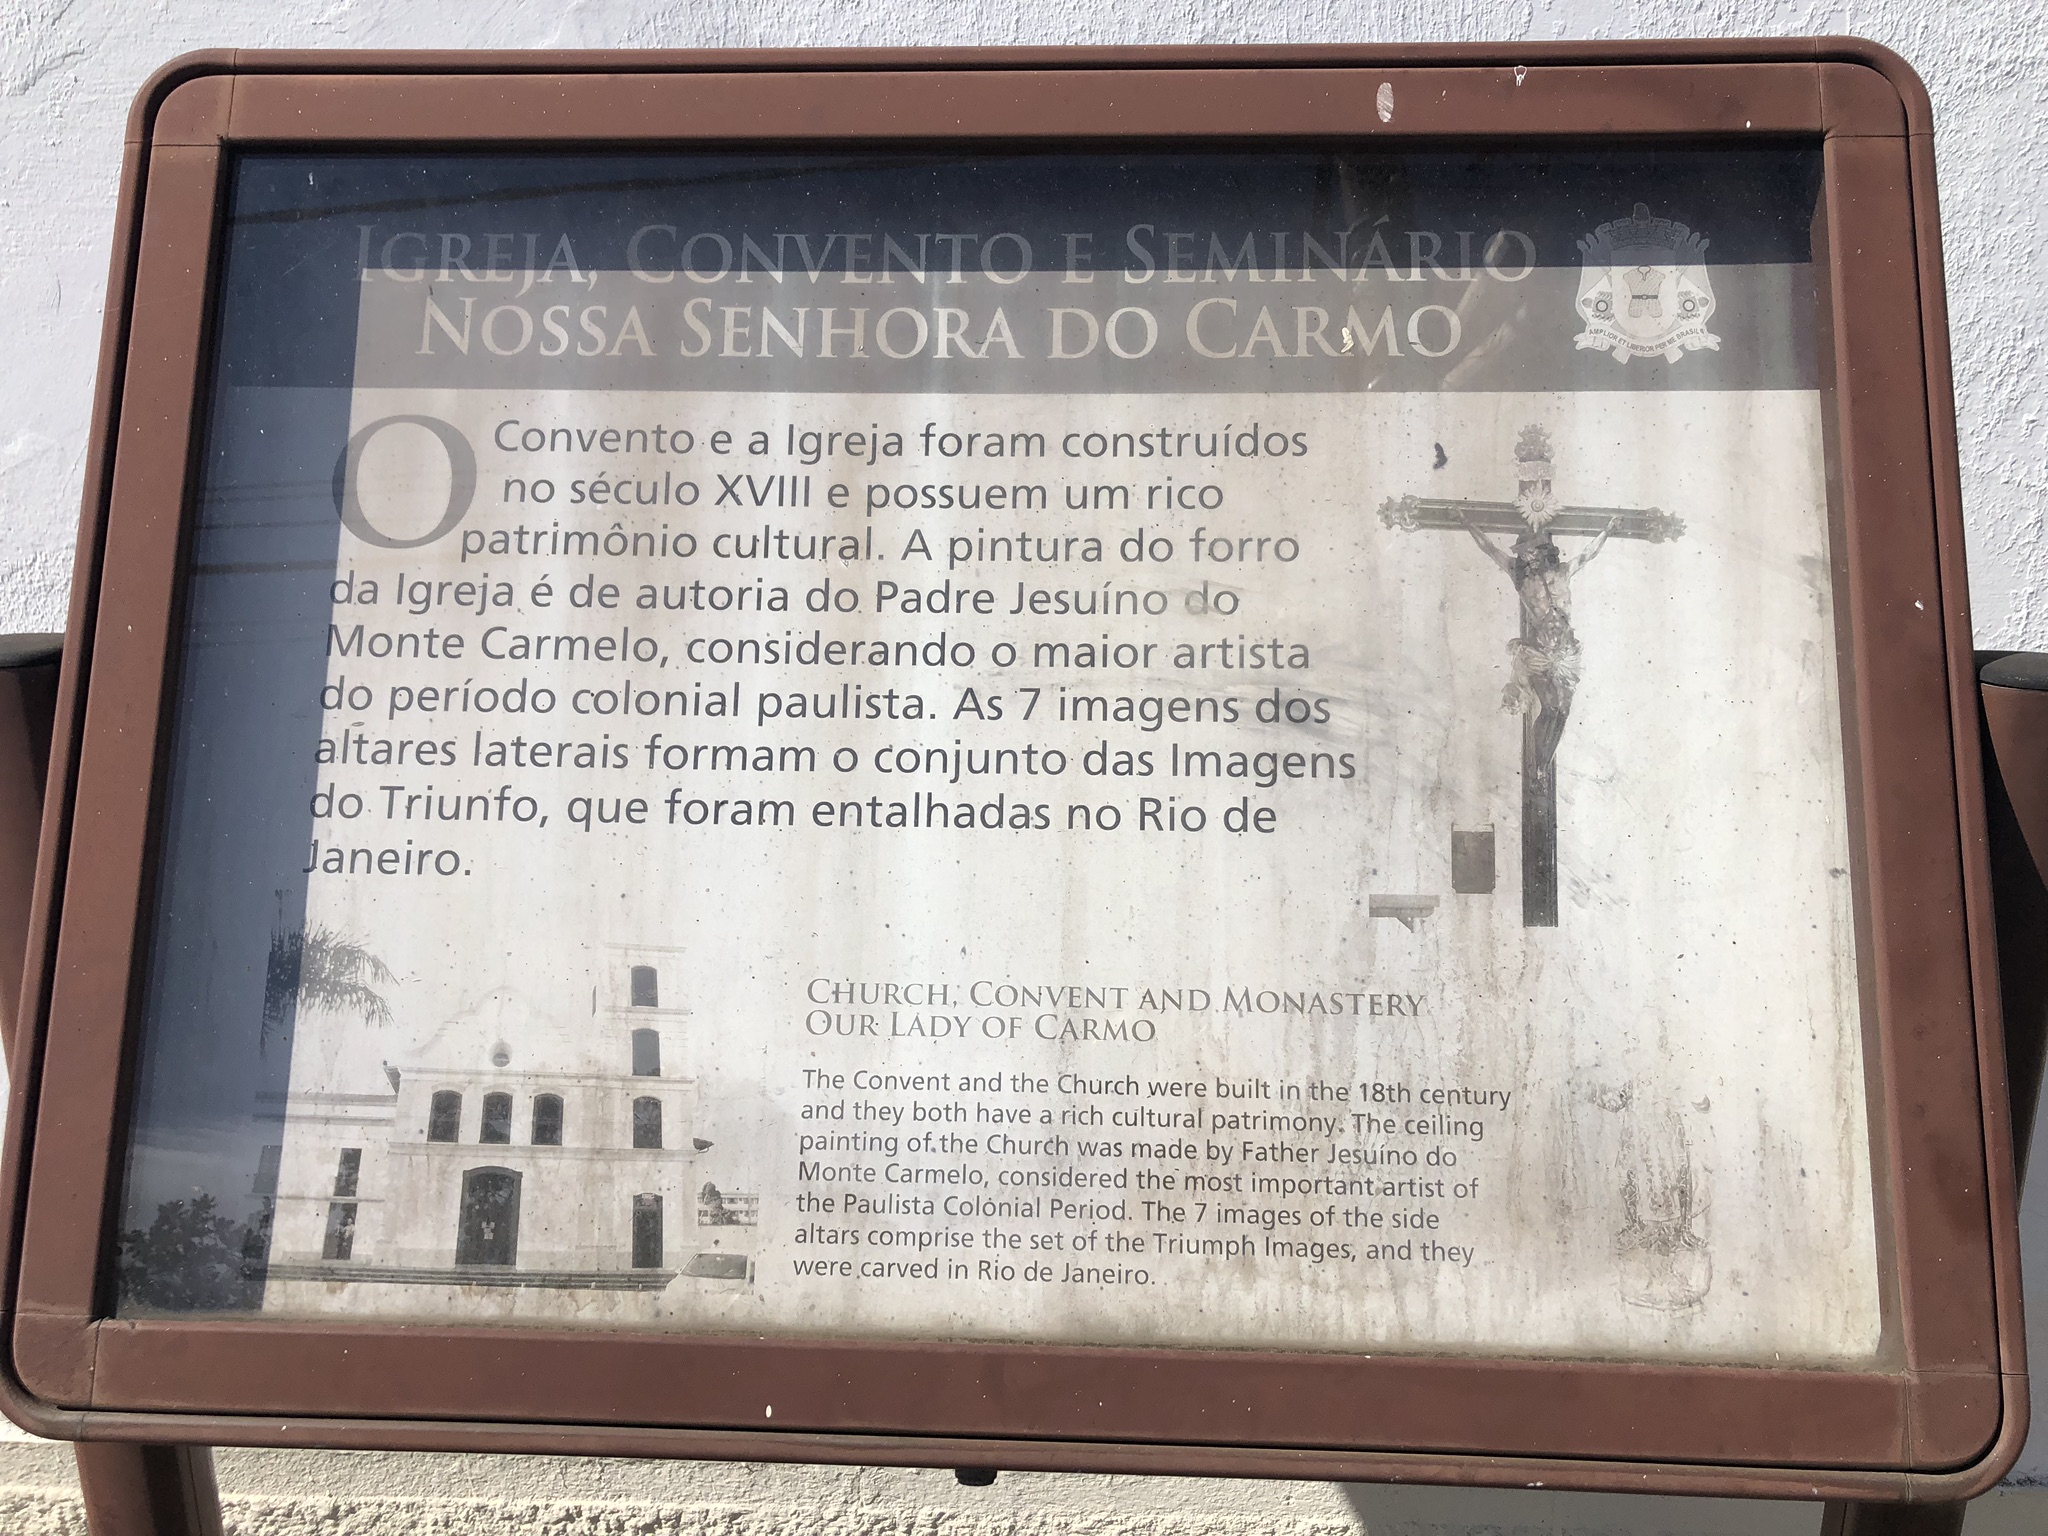 IGREJA, CONVENTO E SEMINÁRIO
NOSSA SENHORA DO CARMO
AMPLIOR ET LIBERIOR PER ME BRASILIA
O Convento e a Igreja foram construídos
no século XVIII e possuem um rico
patrimônio cultural. A pintura do forro
da Igreja é de autoria do Padre Jesuíno do
Monte Carmelo, considerando o maior artista
do período colonial paulista. As 7 imagens dos
altares laterais formam o conjunto das Imagens
do Triunfo, que foram entalhadas no Rio de
Janeiro.
CHURCH, CONVENT AND MONASTERY
OUR LADY OF CARMO
The Convent and the Church were built in the 18th century
and they both have a rich cultural patrimony. The ceiling
painting of the Church was made by Father Jesuíno do
Monte Carmelo, considered the most important artist of
the Paulista Colonial Period. The 7 images of the side
altars comprise the set of the Triumph Images, and they
were carved in Rio de Janeiro.